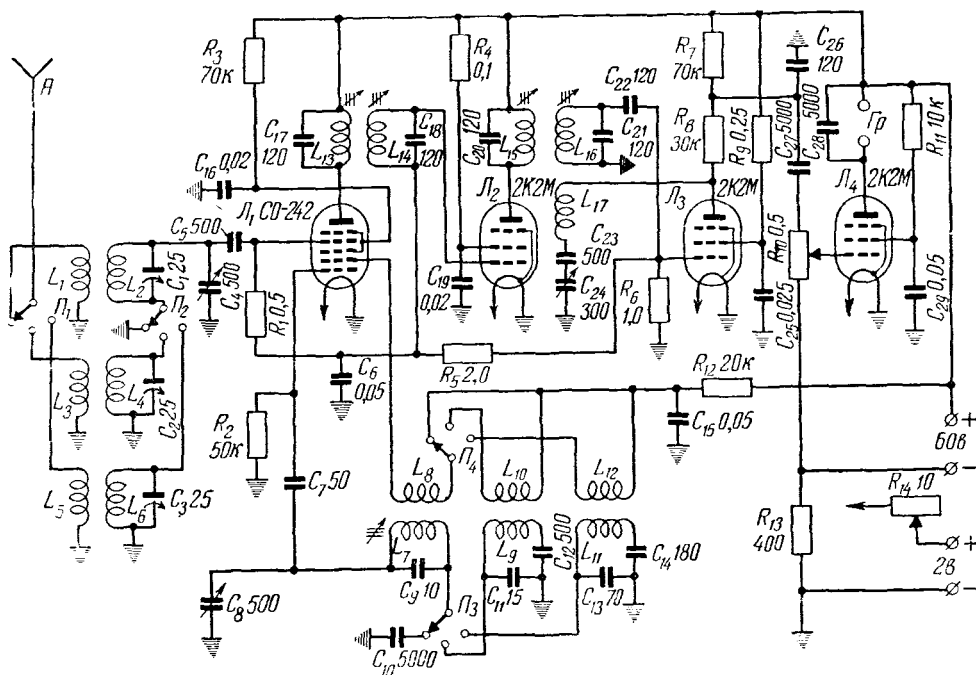 A
R3
70к
R4
0,1
C22 120
R7
70к
C26
120
C17
120
L13
L14
C18
120
C20 120
L15
L16
C21
120
R8
30к
R9 0,25
C27 5000
C28 5000
Гр
R11 10к
C16 0,02
Л1 СО-242
Л2
2К2М
Л3
2К2М
Л4
2К2М
C5 500
L17
C23
500
C24
300
R10 0,5
L1
П1
L2
C1 25
П2
C4 500
R1 0,5
C19
0,02
R6
1,0
C25 0,025
C29 0,05
L3
L4
C2 25
C6
0,05
R5 2,0
R12 20к
R2
50к
C15 0,05
L5
L6
C3 25
C7 50
L8
П4
L10
L12
60в
+
−
R14 10
L7
C9 10
L9
C12 500
L11
C14 180
R13
400
+
2в
−
C8 500
C11 15
C13 70
П3
C10 5000